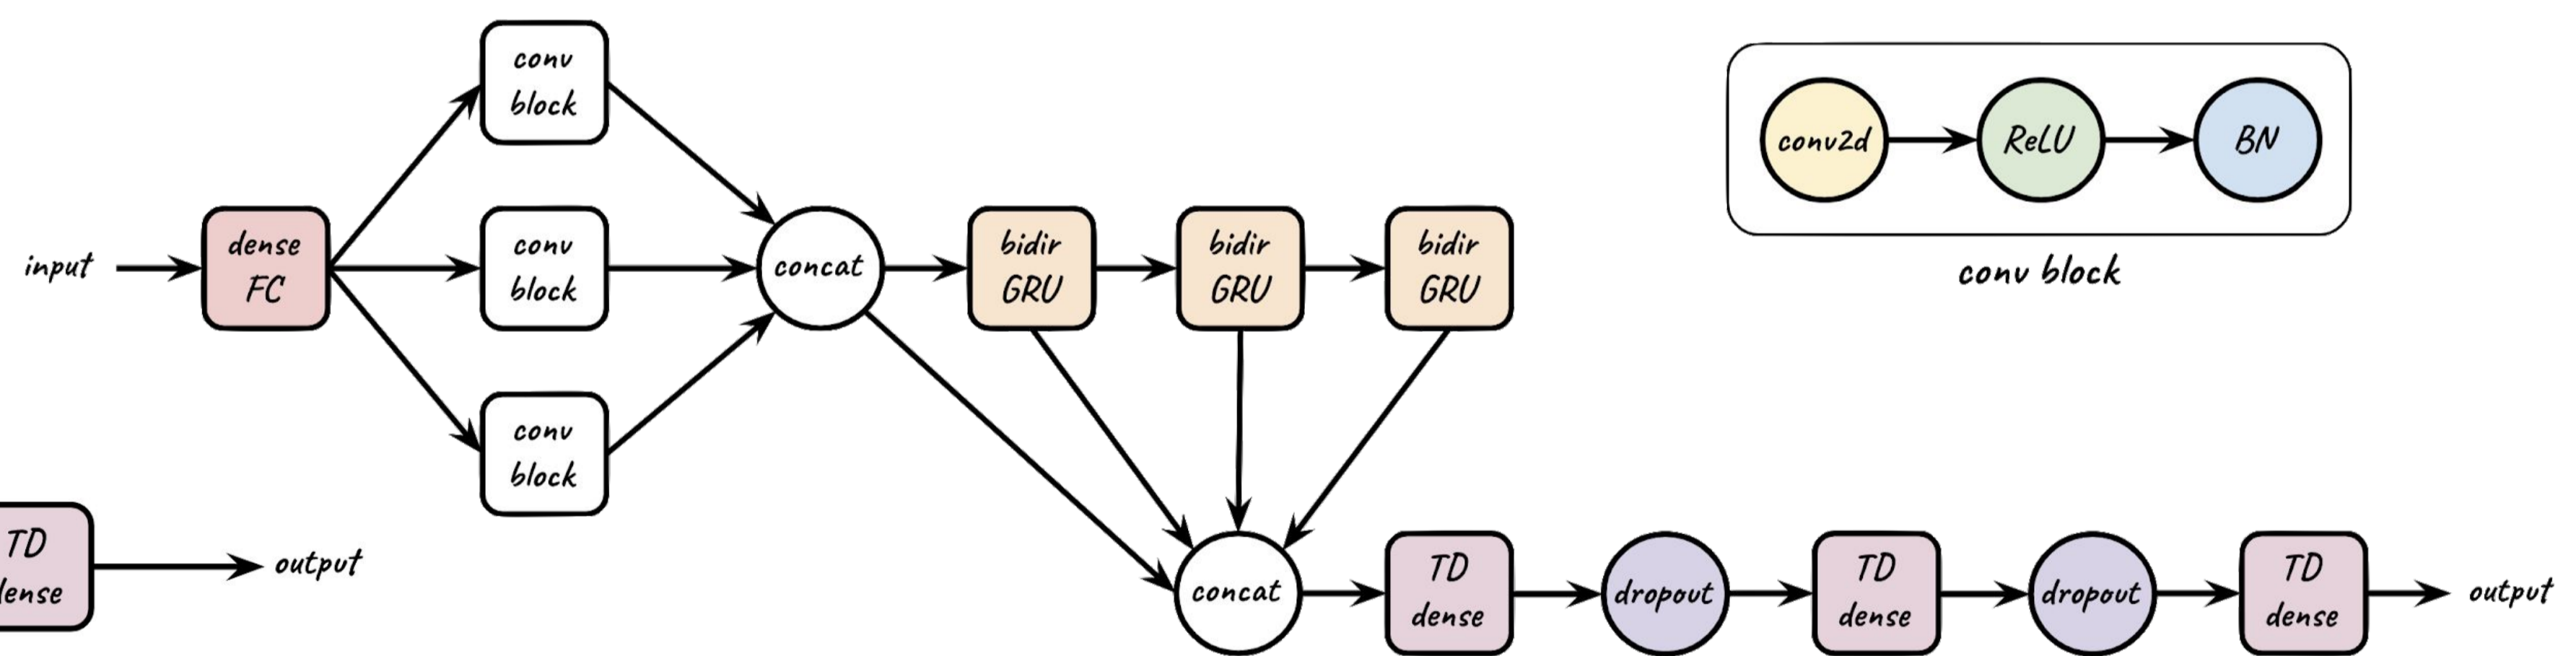 conv
block
conv2d
ReLU
BN
conv block
input
dense
FC
conv
block
concat
bidir
GRU
bidir
GRU
bidir
GRU
conv
block
TD
dense
output
concat
TD
dense
dropout
TD
dense
dropout
TD
dense
output